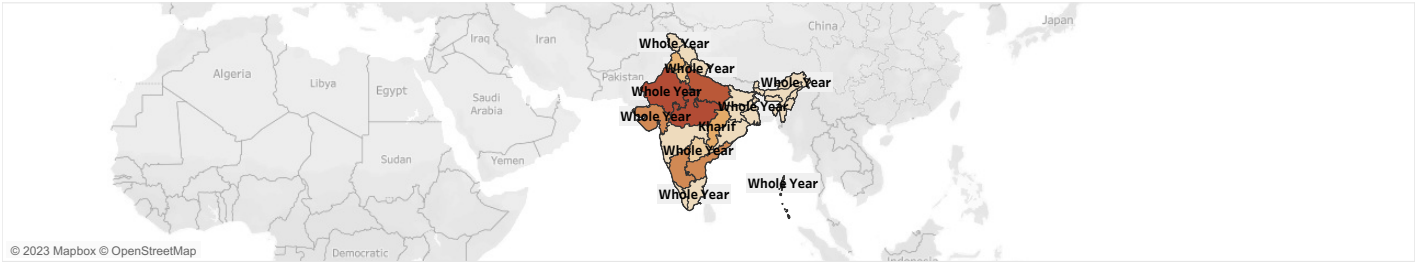 Japan
China
Whole Year
Iraq
Iran
Whole Year
Algeria
Pakistan
Libya
Whole Year
Egypt
Whole Year
Saudi
Arabia
Whole Year
Whole Year
Kharif
Whole Year
Sudan
Yemen
Whole Year
Whole Year
© 2023 Mapbox © OpenStreetMap
Democratic
Indonesia